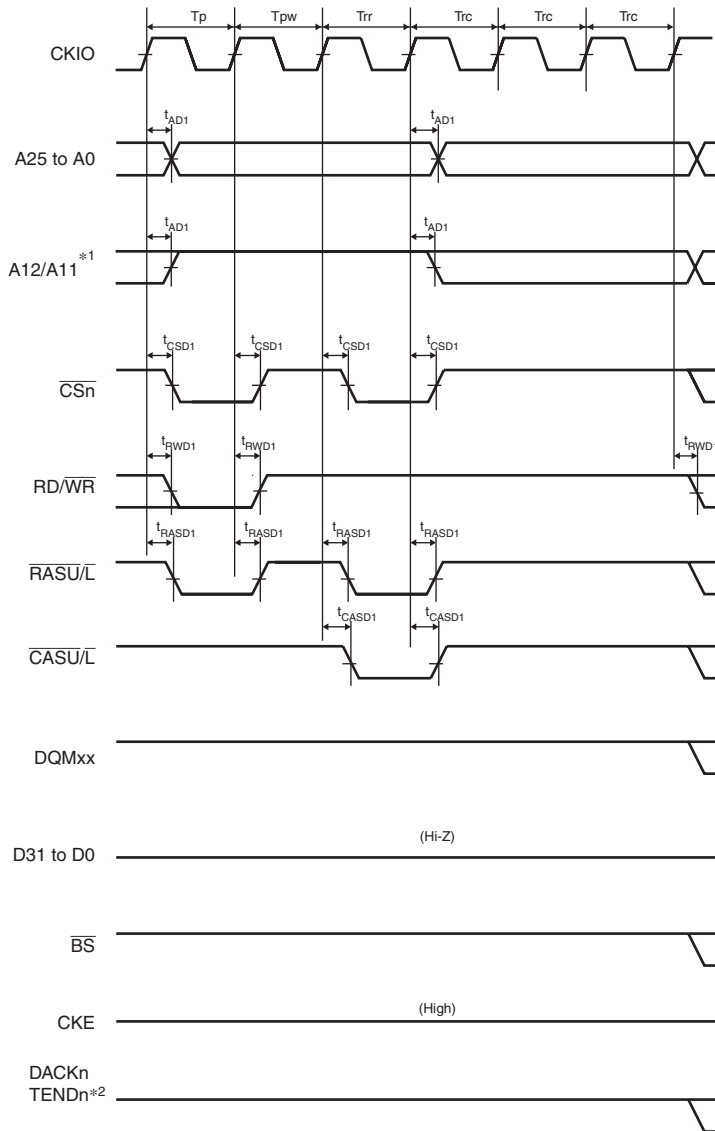 Tp Tpw Trr Trc Trc Trc
CKIO
tAD1 tAD1
A25 to A0
tAD1 tAD1
A12/A11*1
tCSD1 tCSD1 tCSD1 tCSD1
CSn
tRWD1 tRWD1 tRWD1
RD/WR
tRASD1 tRASD1 tRASD1 tRASD1
RASU/L
tCASD1 tCASD1
CASU/L
DQMxx
(Hi-Z)
D31 to D0
BS
(High)
CKE
DACKn
TENDn*2